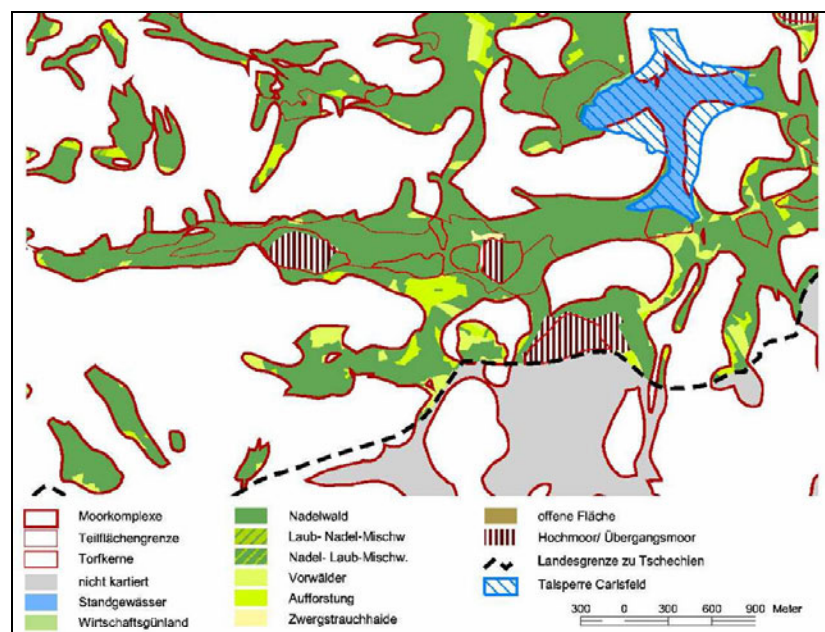 Moorkomplexe
Teilflächengrenze
Torfkerne
nicht kartiert
Standgewässer
Wirtschaftsgünland
Nadelwald
Laub- Nadel-Mischw
Nadel- Laub-Mischw.
Vorwälder
Aufforstung
Zwergstrauchhaide
offene Fläche
Hochmoor/ Übergangsmoor
Landesgrenze zu Tschechien
Talsperre Carlsfeld
300 0 300 600 900 Meter